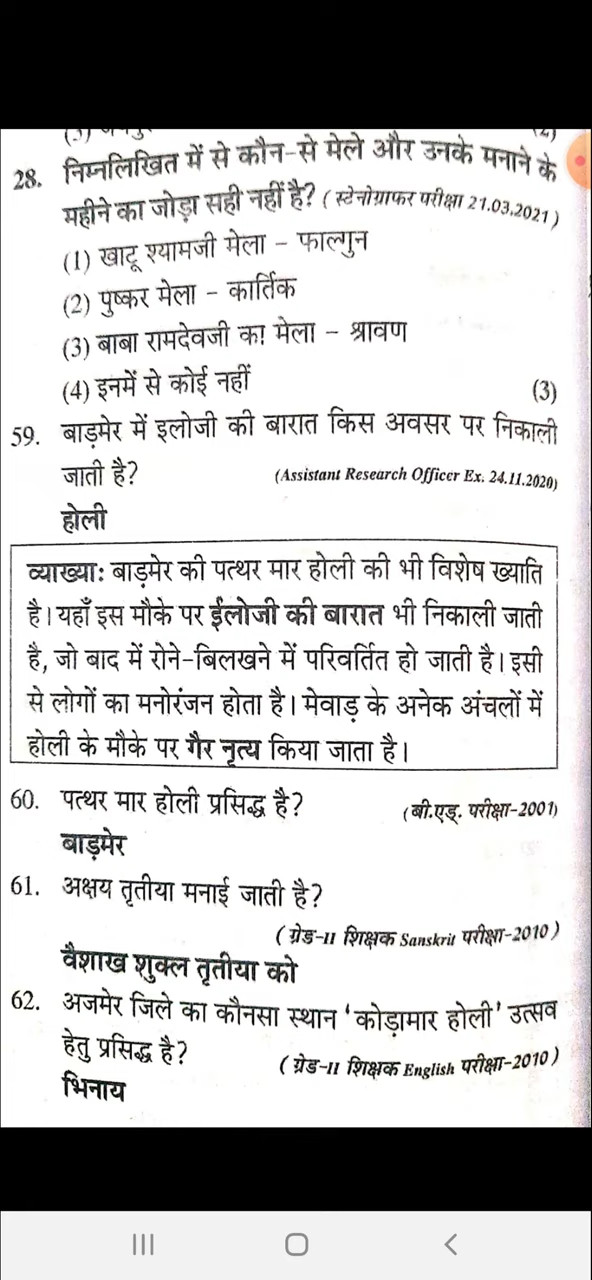 28. निम्नलिखित में से कौन-से मेले और उनके मनाने के
महीने का जोड़ा सही नहीं है? ( स्टेनोग्राफर परीक्षा 21.03.2021 )
(1) खाटू श्यामजी मेला - फाल्गुन
(2) पुष्कर मेला - कार्तिक
(3) बाबा रामदेवजी का मेला - श्रावण
(4) इनमें से कोई नहीं (3)
59. बाड़मेर में इलोजी की बारात किस अवसर पर निकाली
जाती है? (Assistant Research Officer Ex. 24.11.2020)
होली
व्याख्या: बाड़मेर की पत्थर मार होली की भी विशेष ख्याति
है। यहाँ इस मौके पर ईलोजी की बारात भी निकाली जाती
है, जो बाद में रोने-बिलखने में परिवर्तित हो जाती है। इसी
से लोगों का मनोरंजन होता है। मेवाड़ के अनेक अंचलों में
होली के मौके पर गैर नृत्य किया जाता है।
60. पत्थर मार होली प्रसिद्ध है? (बी.एड्. परीक्षा-2001)
बाड़मेर
61. अक्षय तृतीया मनाई जाती है?
( ग्रेड-II शिक्षक Sanskrit परीक्षा-2010 )
वैशाख शुक्ल तृतीया को
62. अजमेर जिले का कौनसा स्थान ‘कोड़ामार होली’ उत्सव
हेतु प्रसिद्ध है? ( ग्रेड-II शिक्षक English परीक्षा-2010 )
भिनाय